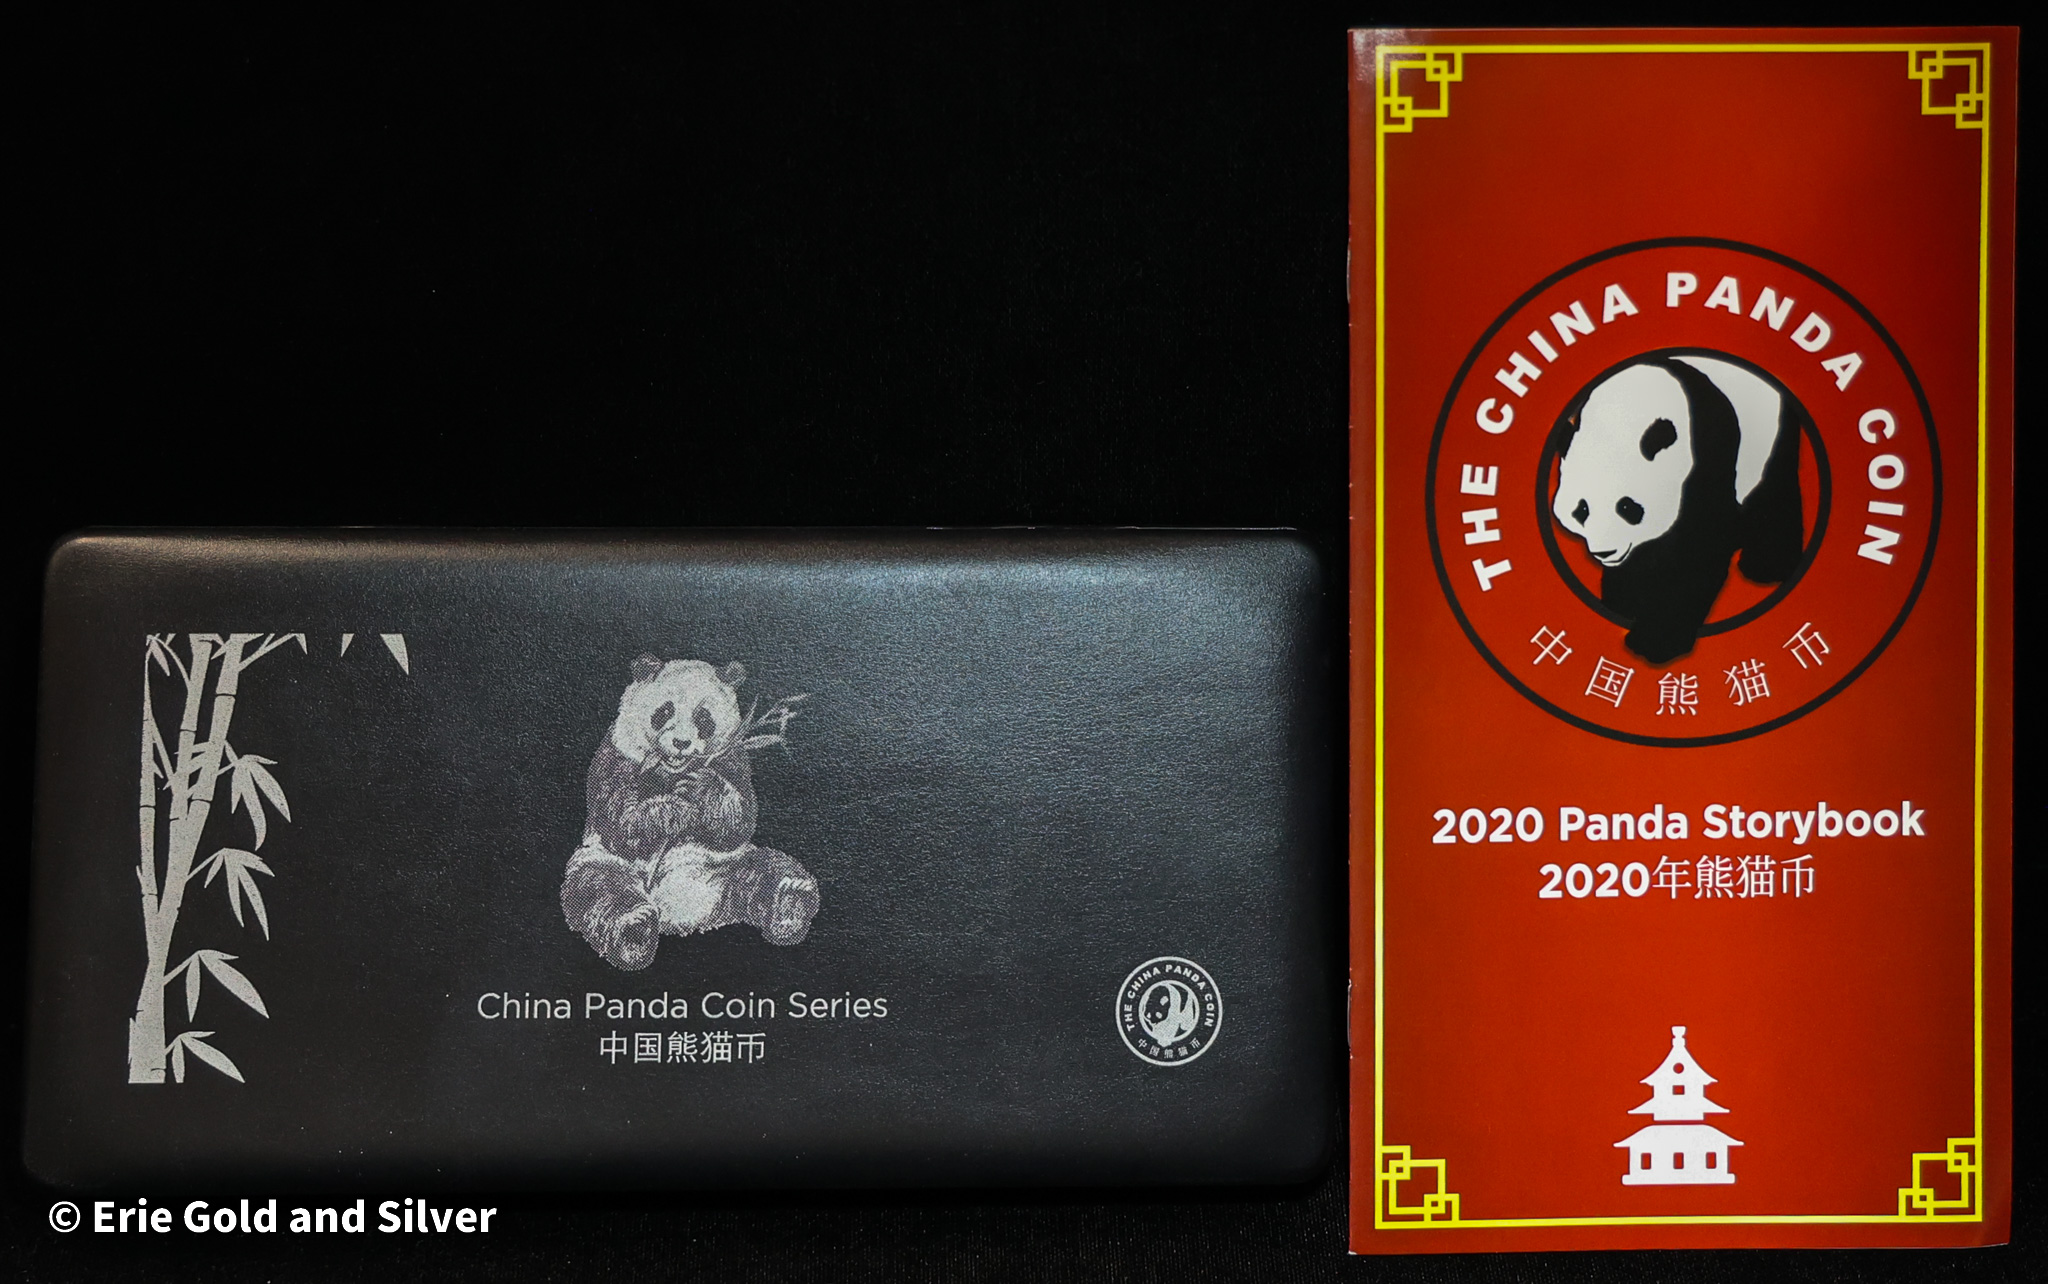 China Panda Coin Series
中国熊猫币
THE CHINA PANDA COIN
中国熊猫币
THE CHINA PANDA COIN
中国熊猫币
2020 Panda Storybook
2020年熊猫币
© Erie Gold and Silver